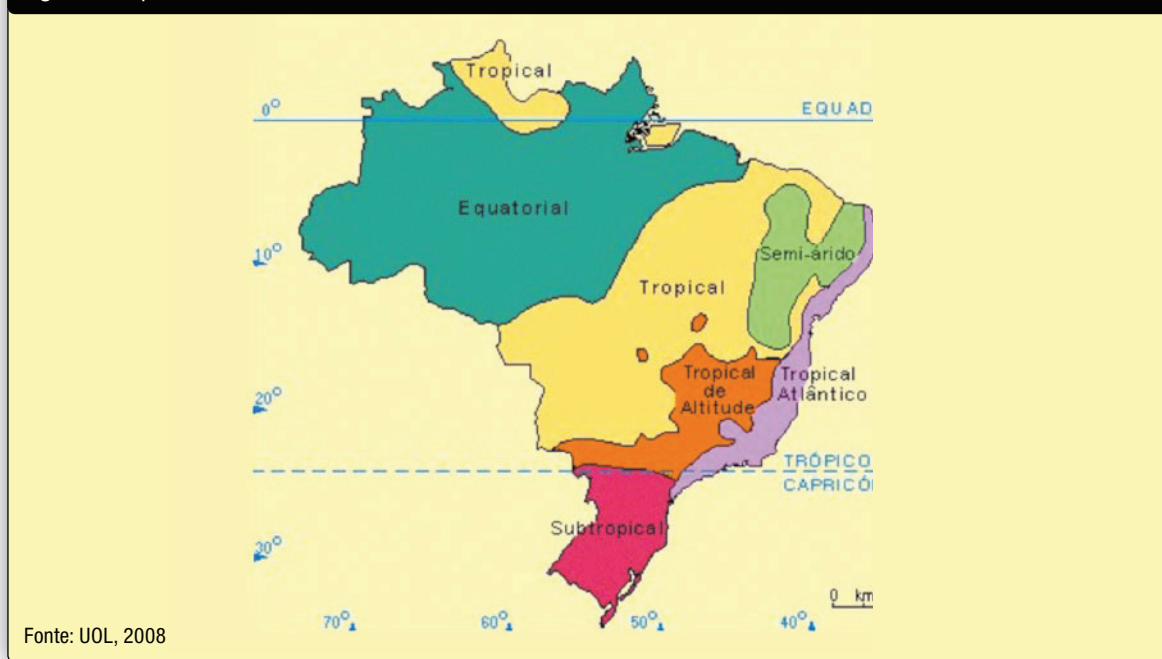 Tropical
0°
EQUAD
Equatorial
10°
Semi-árido
Tropical
Tropical
de
Altitude
Tropical
Atlântico
20°
TRÓPICO
CAPRICÓ
Subtropical
30°
0 km
70°
60°
50°
40°
Fonte: UOL, 2008